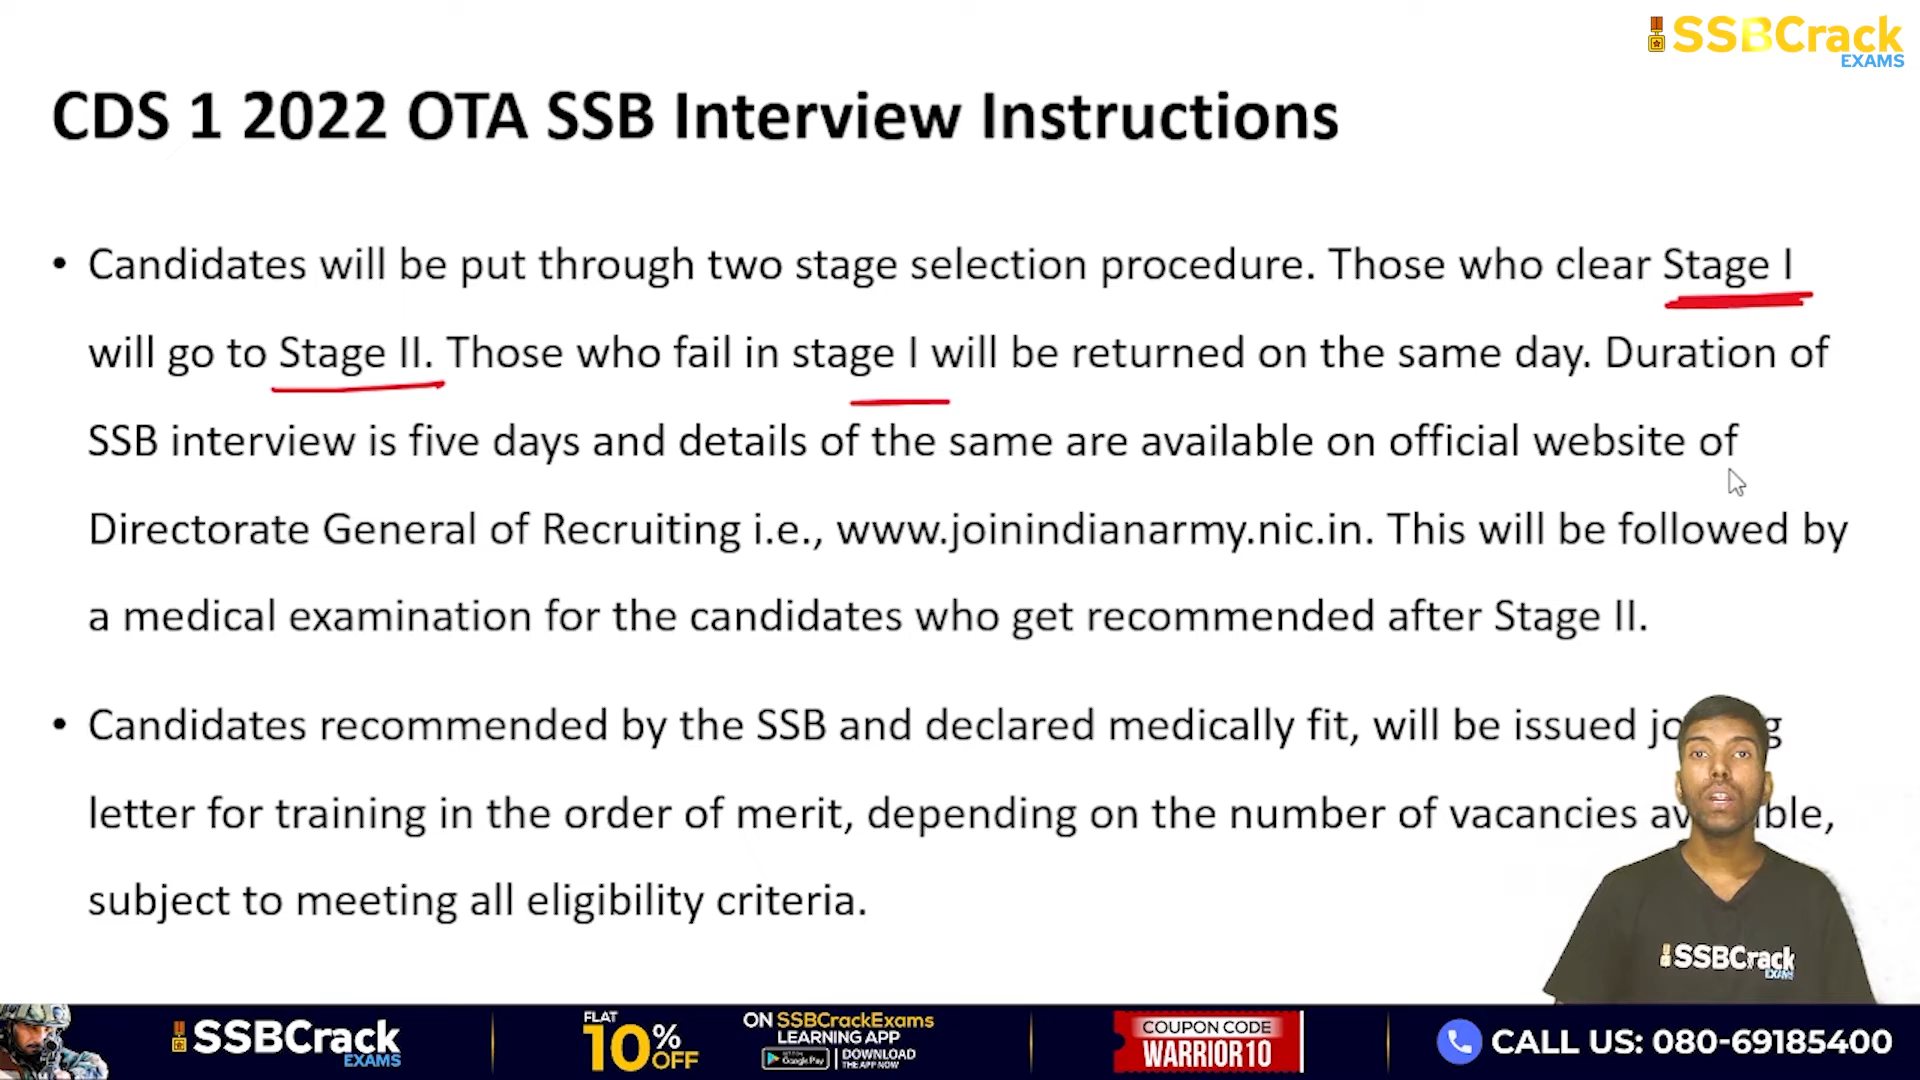 SSBCrack
EXAMS
CDS 1 2022 OTA SSB Interview Instructions
• Candidates will be put through two stage selection procedure. Those who clear Stage I
will go to Stage II. Those who fail in stage I will be returned on the same day. Duration of
SSB interview is five days and details of the same are available on official website of
Directorate General of Recruiting i.e., www.joinindianarmy.nic.in. This will be followed by
a medical examination for the candidates who get recommended after Stage II.
• Candidates recommended by the SSB and declared medically fit, will be issued
letter for training in the order of merit, depending on the number of vacancies
subject to meeting all eligibility criteria.
SSBCrack
EXAMS
SSBCrack
EXAMS
FLAT
10% OFF
ON SSBCrackExams
LEARNING APP
Google Play
DOWNLOAD
THE APP NOW
COUPON CODE
WARRIOR10
CALL US: 080-69185400